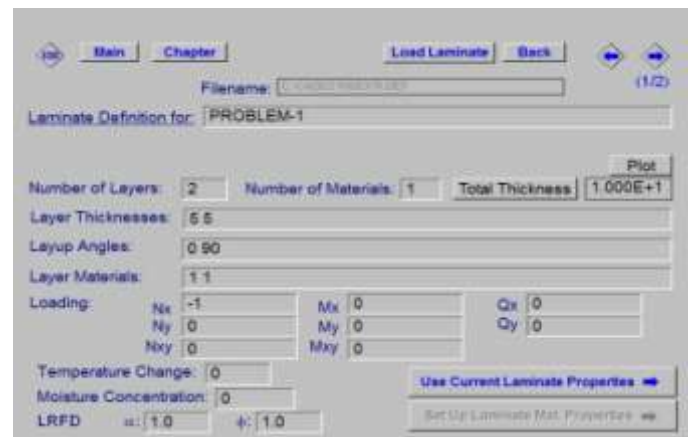 Main Chapter Load Laminate Back
(1/2)
Filename:
Laminate Definition for: PROBLEM-1
Plot
Number of Layers: 2 Number of Materials: 1 Total Thickness 1.000E+1
Layer Thicknesses: 5 5
Layup Angles: 0 90
Layer Materials: 1 1
Loading: Nx -1 Mx 0 Qx 0
Ny 0 My 0 Qy 0
Nxy 0 Mxy 0
Temperature Change: 0
Use Current Laminate Properties
Moisture Concentration: 0
LRFD α: 1.0 ϕ: 1.0 Set Up Laminate Mat. Properties